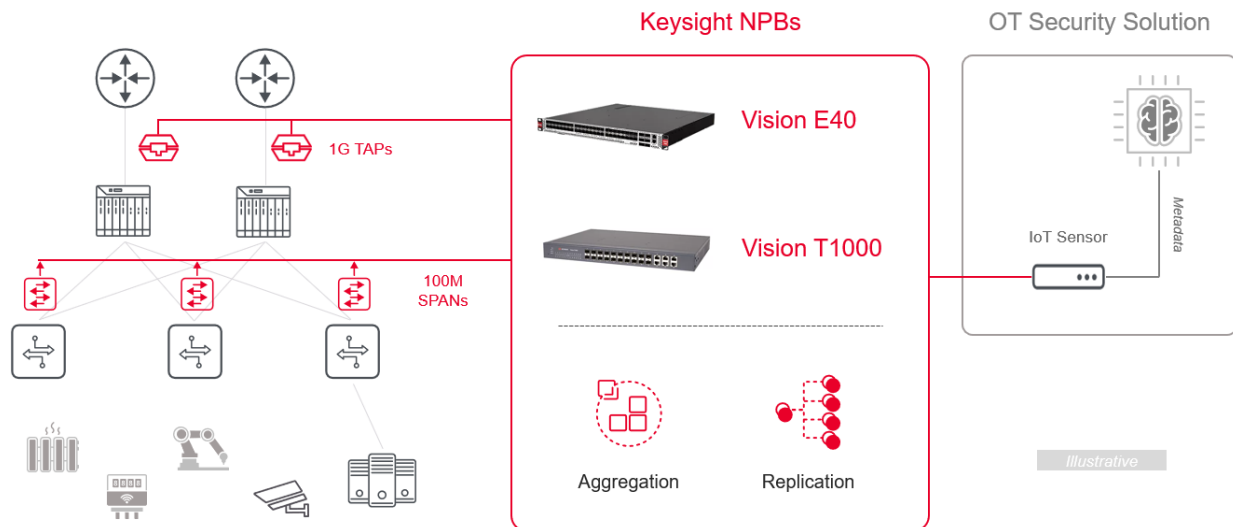 Keysight NPBs
OT Security Solution
Vision E40
1G TAPs
Vision T1000
IoT Sensor
Metadata
100M
SPANs
Aggregation
Replication
Illustrative